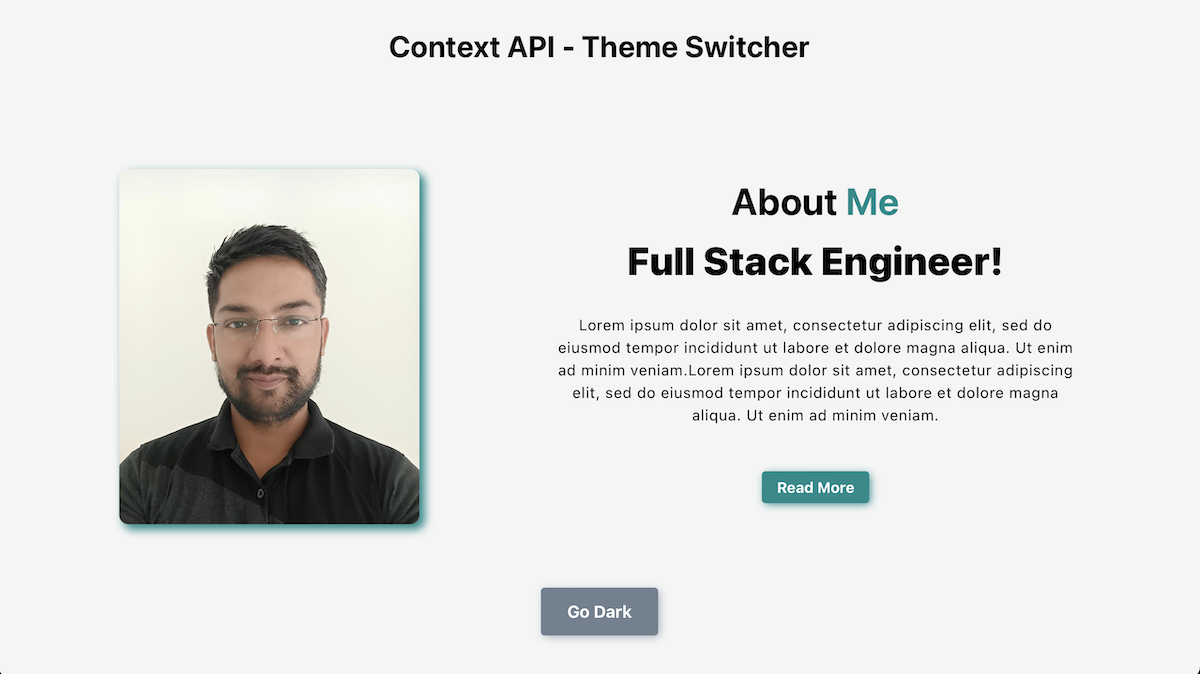 Context API - Theme Switcher
About Me
Full Stack Engineer!
Lorem ipsum dolor sit amet, consectetur adipiscing elit, sed do
eiusmod tempor incididunt ut labore et dolore magna aliqua. Ut enim
ad minim veniam.Lorem ipsum dolor sit amet, consectetur adipiscing
elit, sed do eiusmod tempor incididunt ut labore et dolore magna
aliqua. Ut enim ad minim veniam.
Read More
Go Dark